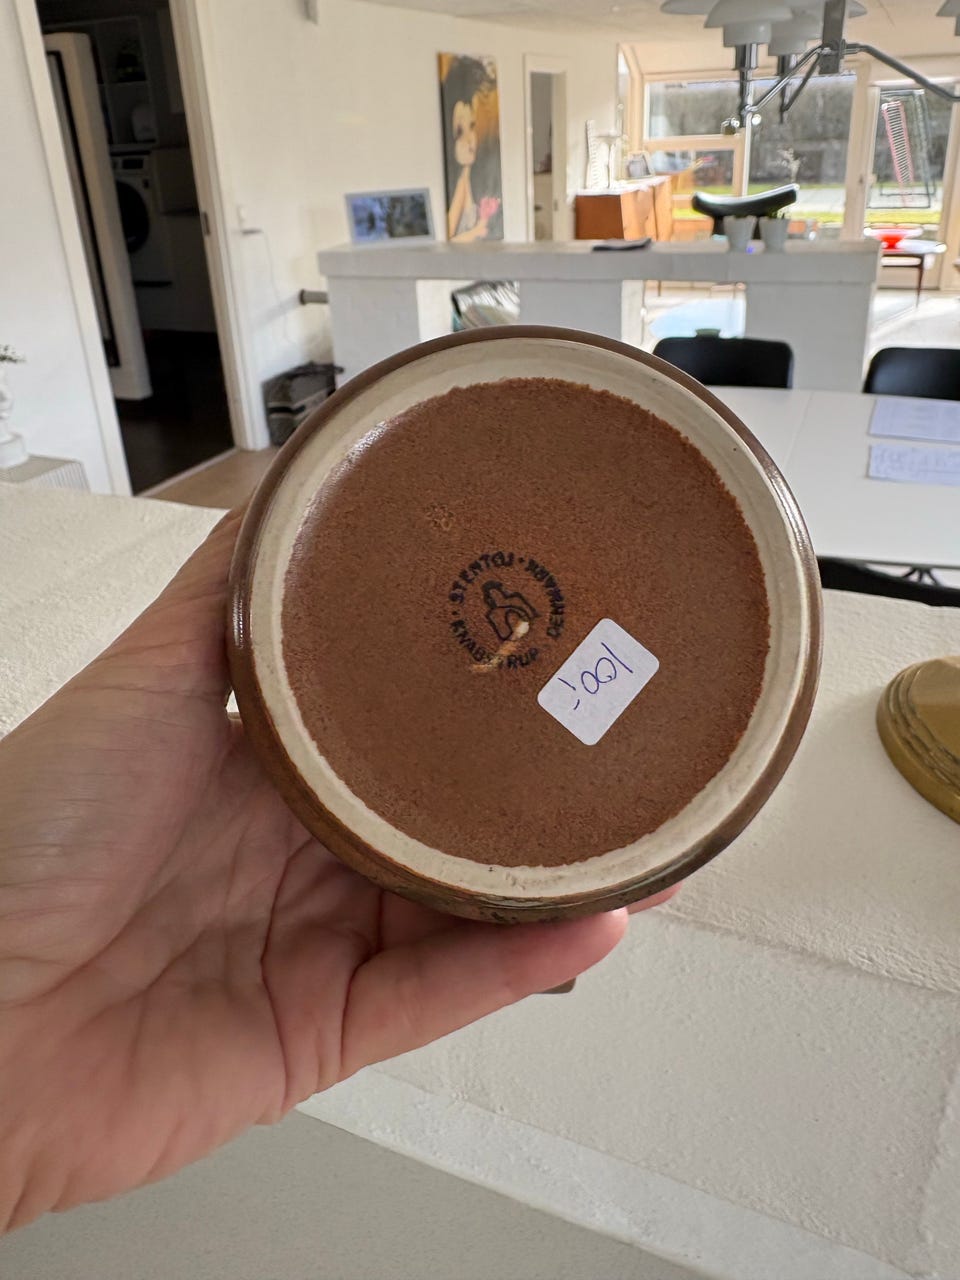 STENTØJ · DENMARK
· KNABSTRUP
100,-